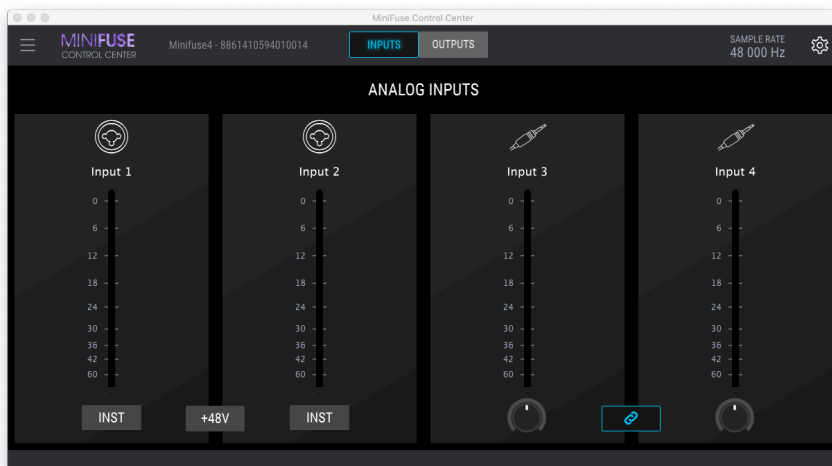 MiniFuse Control Center
MINIFUSE
CONTROL CENTER
Minifuse4 - 8861410594010014
INPUTS
OUTPUTS
SAMPLE RATE
48 000 Hz
ANALOG INPUTS
Input 1
0
6
12
18
24
30
36
42
60
INST
+48V
Input 2
0
6
12
18
24
30
36
42
60
INST
Input 3
0
6
12
18
24
30
36
42
60
Input 4
0
6
12
18
24
30
36
42
60